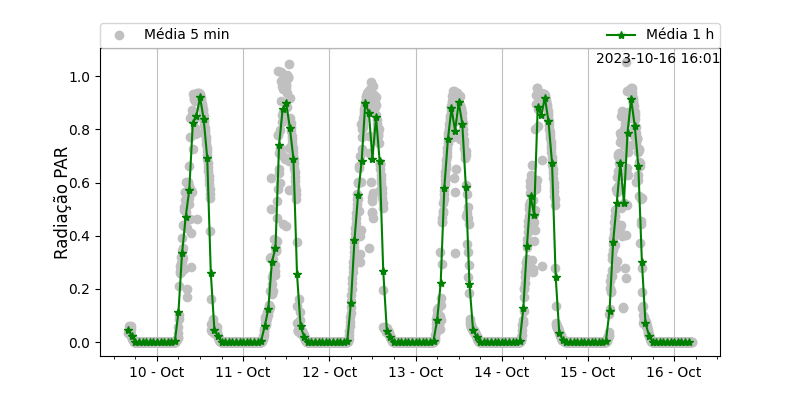 Média 5 min
Média 1 h
2023-10-16 16:01
Radiação PAR
1.0
0.8
0.6
0.4
0.2
0.0
10 - Oct
11 - Oct
12 - Oct
13 - Oct
14 - Oct
15 - Oct
16 - Oct